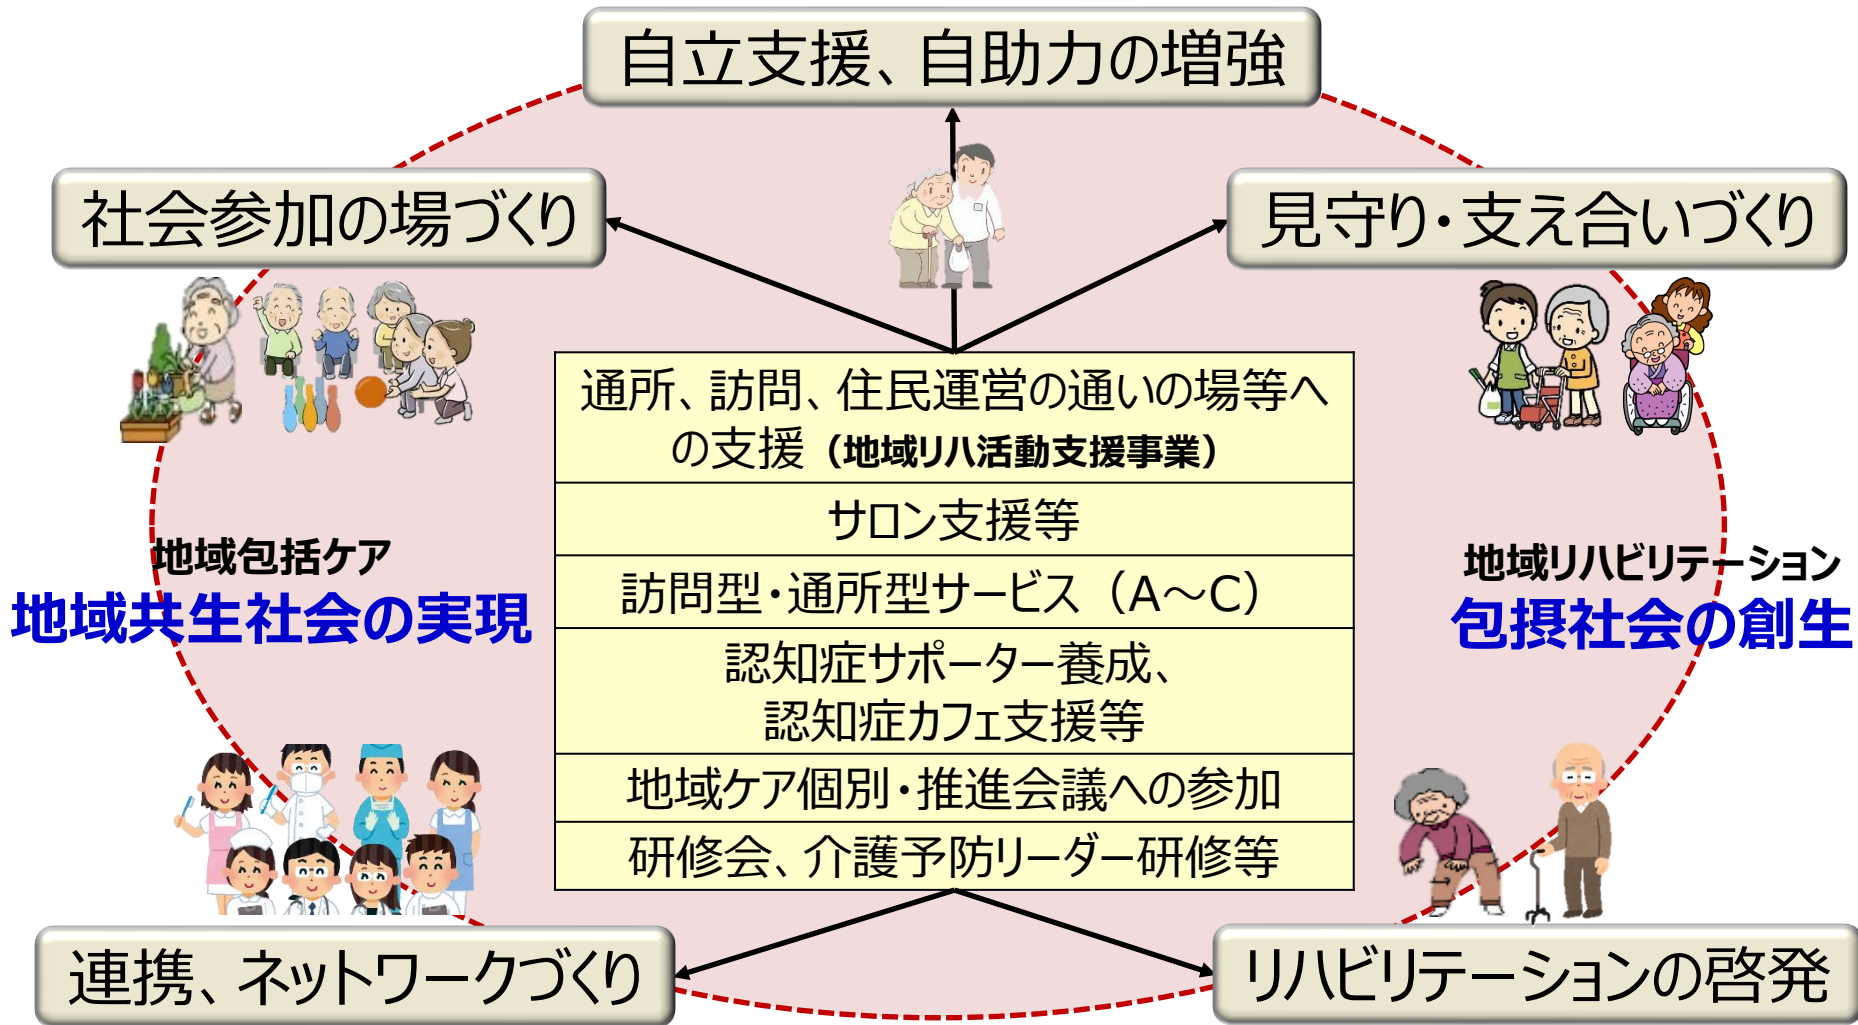 自立支援、自助力の増強
社会参加の場づくり
見守り・支え合いづくり
通所、訪問、住民運営の通いの場等へ
の支援（地域リハ活動支援事業）
サロン支援等
訪問型・通所型サービス（A～C）
認知症サポーター養成、
認知症カフェ支援等
地域ケア個別・推進会議への参加
研修会、介護予防リーダー研修等
地域包括ケア
地域共生社会の実現
地域リハビリテーション
包摂社会の創生
連携、ネットワークづくり
リハビリテーションの啓発